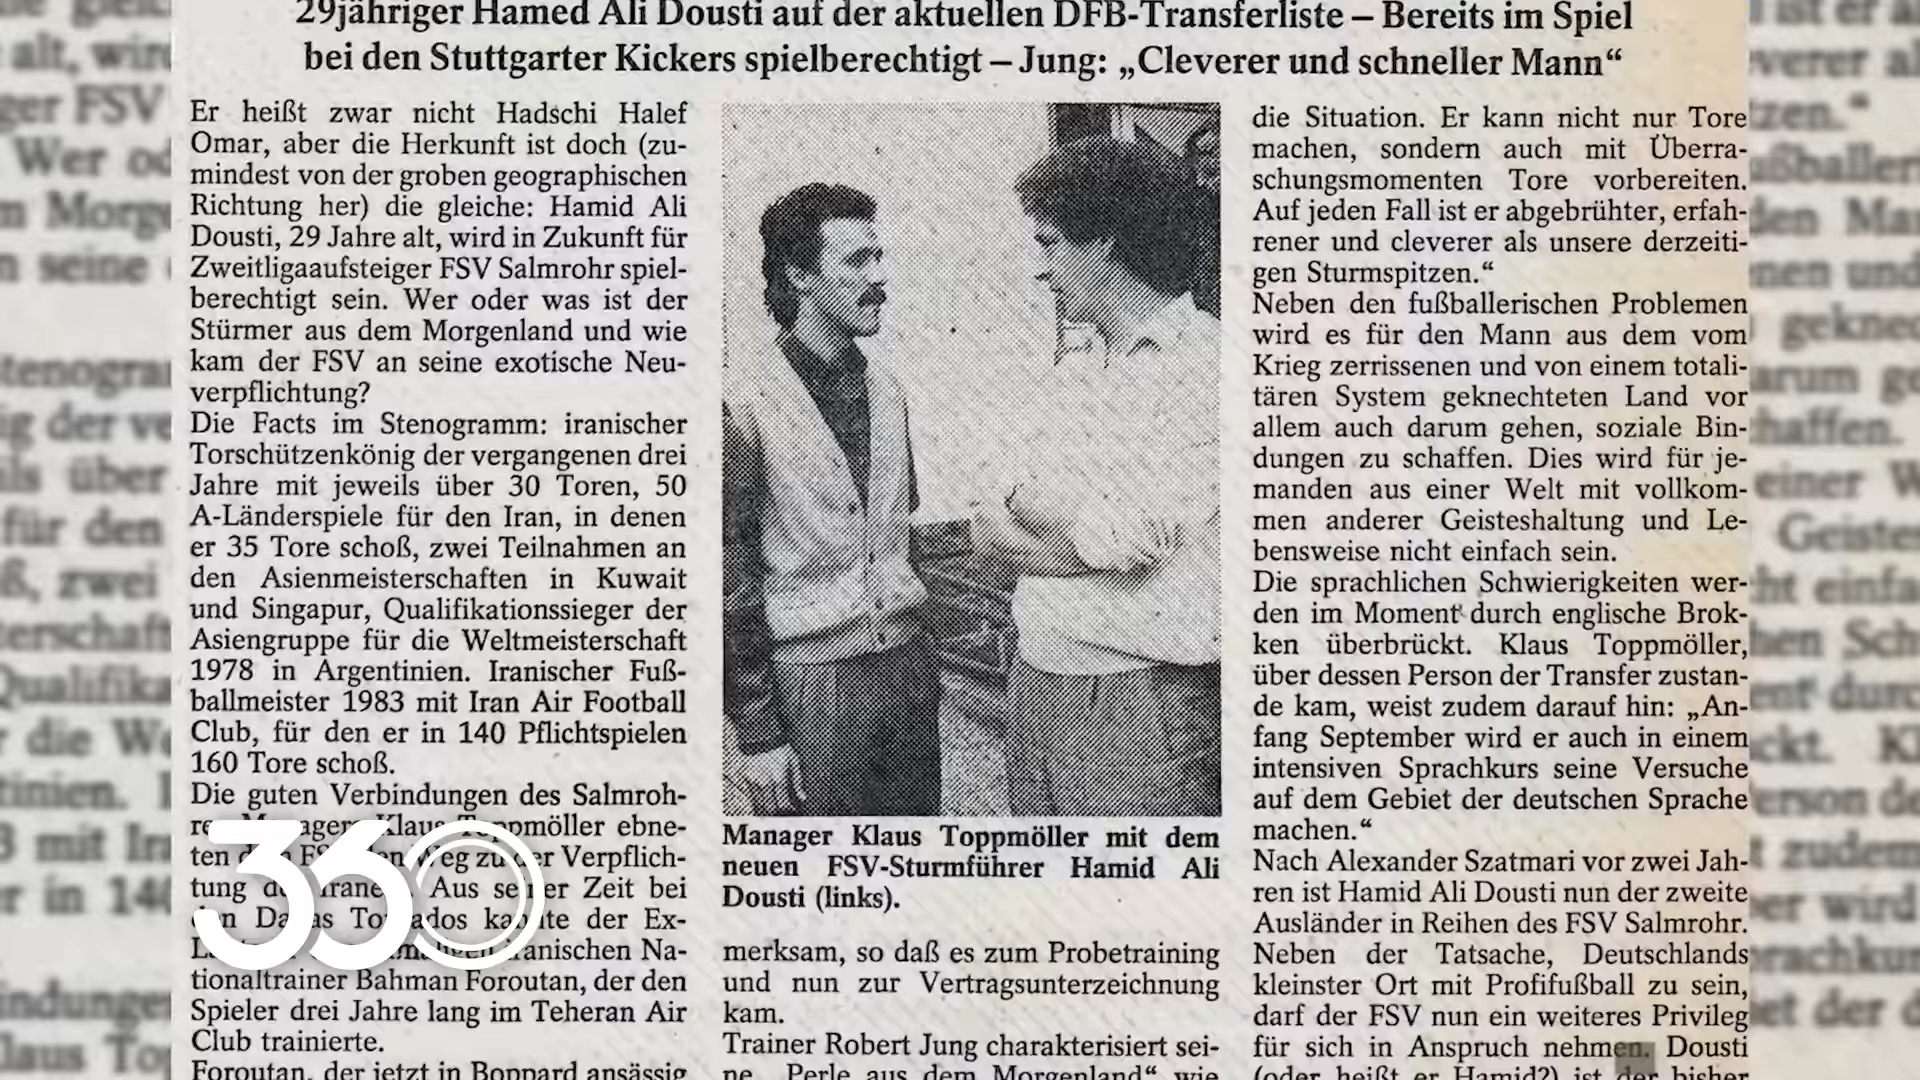 29jähriger Hamed Ali Dousti auf der aktuellen DFB-Transferliste – Bereits im Spiel
bei den Stuttgarter Kickers spielberechtigt – Jung: „Cleverer und schneller Mann“
Er heißt zwar nicht Hadschi Halef
Omar, aber die Herkunft ist doch (zu-
mindest von der groben geographischen
Richtung her) die gleiche: Hamid Ali
Dousti, 29 Jahre alt, wird in Zukunft für
Zweitligaaufsteiger FSV Salmrohr spiel-
berechtigt sein. Wer oder was ist der
Stürmer aus dem Morgenland und wie
kam der FSV an seine exotische Neu-
verpflichtung?
Die Facts im Stenogramm: iranischer
Torschützenkönig der vergangenen drei
Jahre mit jeweils über 30 Toren, 50
A-Länderspiele für den Iran, in denen
er 35 Tore schoß, zwei Teilnahmen an
den Asienmeisterschaften in Kuwait
und Singapur, Qualifikationssieger der
Asiengruppe für die Weltmeisterschaft
1978 in Argentinien. Iranischer Fuß-
ballmeister 1983 mit Iran Air Football
Club, für den er in 140 Pflichtspielen
160 Tore schoß.
Die guten Verbindungen des Salmroh-
Klaus Toppmöller ebne-
ten Weg zu der Verpflich-
tung Aus seiner Zeit bei
kannte der Ex-
iranischen Na-
tionaltrainer Bahman Foroutan, der den
Spieler drei Jahre lang im Teheran Air
Club trainierte.
Foroutan, der jetzt in Boppard ansässig
360
Manager Klaus Toppmöller mit dem
neuen FSV-Sturmführer Hamid Ali
Dousti (links).
merksam, so daß es zum Probetraining
und nun zur Vertragsunterzeichnung
kam.
Trainer Robert Jung charakterisiert sei-
ne „Perle aus dem Morgenland“ wie
die Situation. Er kann nicht nur Tore
machen, sondern auch mit Überra-
schungsmomenten Tore vorbereiten.
Auf jeden Fall ist er abgebrühter, erfah-
rener und cleverer als unsere derzeiti-
gen Sturmspitzen.“
Neben den fußballerischen Problemen
wird es für den Mann aus dem vom
Krieg zerrissenen und von einem totali-
tären System geknechteten Land vor
allem auch darum gehen, soziale Bin-
dungen zu schaffen. Dies wird für je-
manden aus einer Welt mit vollkom-
men anderer Geisteshaltung und Le-
bensweise nicht einfach sein.
Die sprachlichen Schwierigkeiten wer-
den im Moment durch englische Brok-
ken überbrückt. Klaus Toppmöller,
über dessen Person der Transfer zustan-
de kam, weist zudem darauf hin: „An-
fang September wird er auch in einem
intensiven Sprachkurs seine Versuche
auf dem Gebiet der deutschen Sprache
machen.“
Nach Alexander Szatmari vor zwei Jah-
ren ist Hamid Ali Dousti nun der zweite
Ausländer in Reihen des FSV Salmrohr.
Neben der Tatsache, Deutschlands
kleinster Ort mit Profifußball zu sein,
darf der FSV nun ein weiteres Privileg
für sich in Anspruch nehmen. Dousti
(oder heißt er Hamid?) ist der bisher